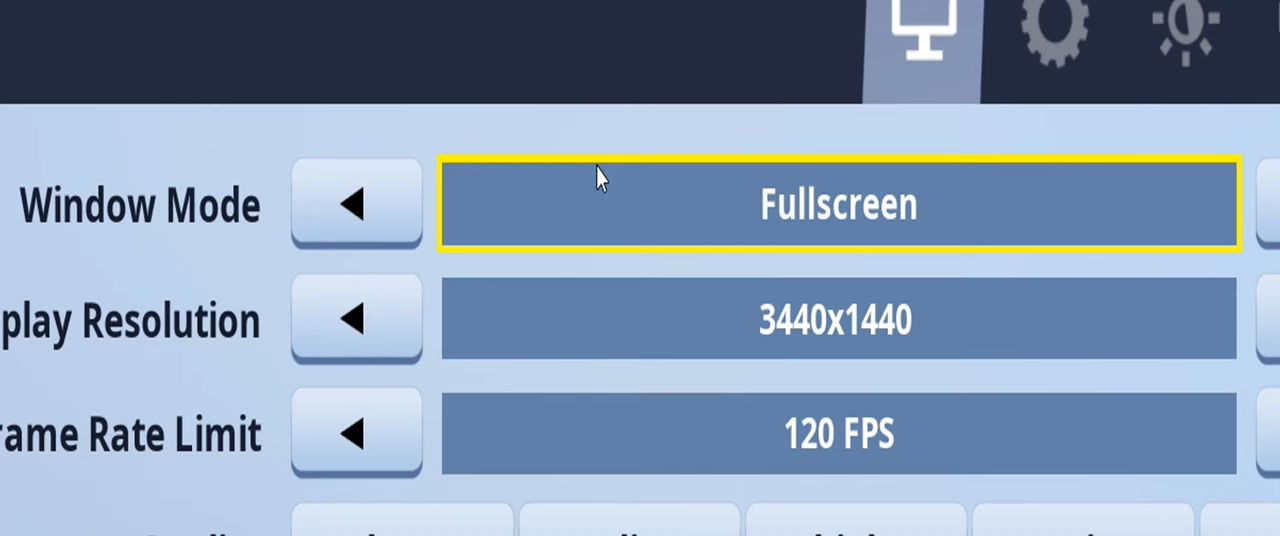 Window Mode Fullscreen
play Resolution 3440x1440
rame Rate Limit 120 FPS